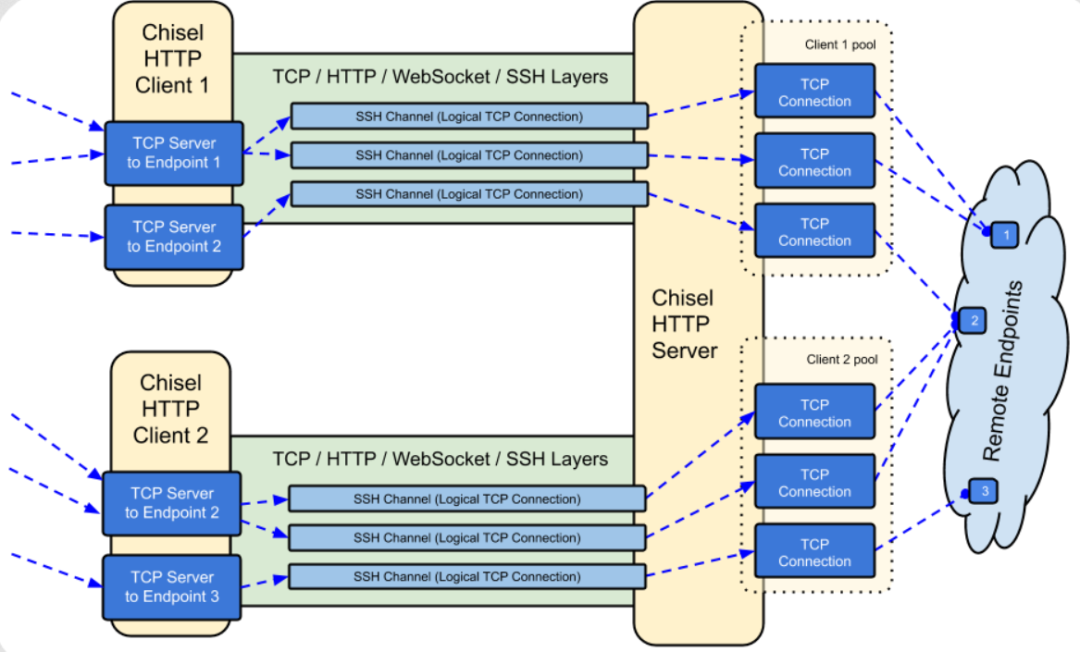 Chisel
HTTP
Client 1
TCP Server
to Endpoint 1
TCP Server
to Endpoint 2
TCP / HTTP / WebSocket / SSH Layers
SSH Channel (Logical TCP Connection)
SSH Channel (Logical TCP Connection)
SSH Channel (Logical TCP Connection)
Chisel
HTTP
Server
Client 1 pool
TCP
Connection
TCP
Connection
TCP
Connection
Chisel
HTTP
Client 2
TCP Server
to Endpoint 2
TCP Server
to Endpoint 3
TCP / HTTP / WebSocket / SSH Layers
SSH Channel (Logical TCP Connection)
SSH Channel (Logical TCP Connection)
SSH Channel (Logical TCP Connection)
Client 2 pool
TCP
Connection
TCP
Connection
TCP
Connection
1
2
3
Remote Endpoints